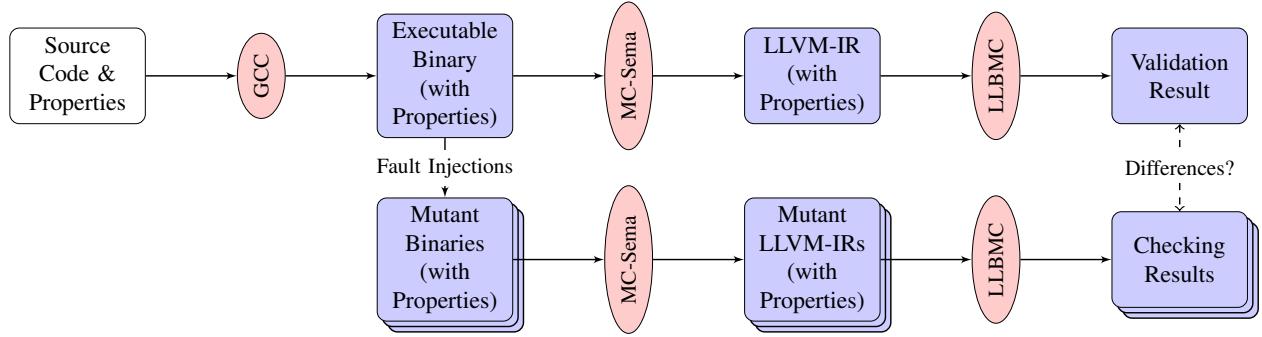 Source
Code &
Properties
GCC
Executable
Binary
(with
Properties)
MC-Sema
LLVM-IR
(with
Properties)
LLBMC
Validation
Result
Fault Injections
Differences?
Mutant
Binaries
(with
Properties)
MC-Sema
Mutant
LLVM-IRs
(with
Properties)
LLBMC
Checking
Results